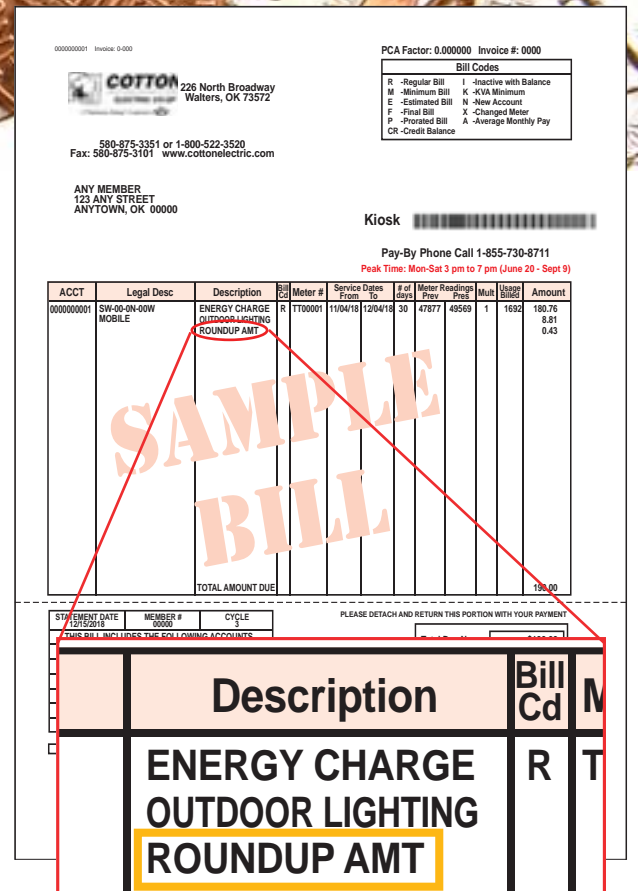 0000000001 Invoice: 0-000
PCA Factor: 0.000000 Invoice #: 0000
Bill Codes
R -Regular Bill I -Inactive with Balance
M -Minimum Bill K -KVA Minimum
E -Estimated Bill N -New Account
F -Final Bill X -Changed Meter
P -Prorated Bill A -Average Monthly Pay
CR -Credit Balance
COTTON
ELECTRIC CO-OP
226 North Broadway
Walters, OK 73572
580-875-3351 or 1-800-522-3520
Fax: 580-875-3101 www.cottonelectric.com
ANY MEMBER
123 ANY STREET
ANYTOWN, OK 00000
Kiosk
Pay-By Phone Call 1-855-730-8711
Peak Time: Mon-Sat 3 pm to 7 pm (June 20 - Sept 9)
ACCT Legal Desc Description Bill Cd Meter # Service Dates From To # of days Meter Readings Prev Pres Mult Usage Billed Amount
0000000001 SW-00-0N-00W ENERGY CHARGE R TT00001 11/04/18 12/04/18 30 47877 49569 1 1692 180.76
MOBILE OUTDOOR LIGHTING 8.81
ROUNDUP AMT 0.43
SAMPLE
BILL
TOTAL AMOUNT DUE 190.00
STATEMENT DATE MEMBER # CYCLE
12/15/2018 00000 3
PLEASE DETACH AND RETURN THIS PORTION WITH YOUR PAYMENT
THIS BILL INCLUDES THE FOLLOWING ACCOUNTS
Description Bill Cd M
ENERGY CHARGE R T
OUTDOOR LIGHTING
ROUNDUP AMT